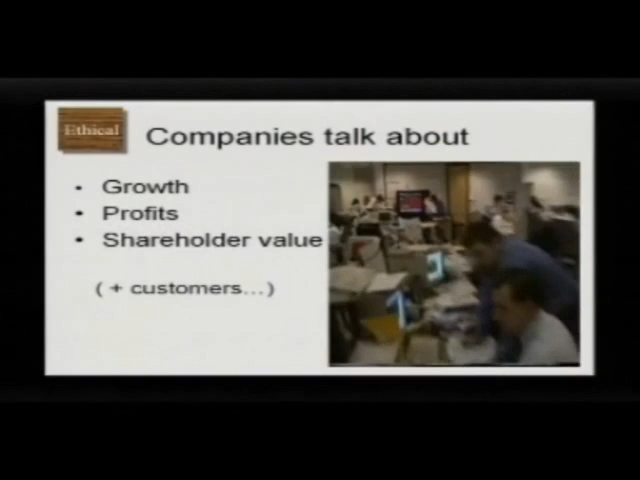 Ethical
Companies talk about
• Growth
• Profits
• Shareholder value
( + customers...)